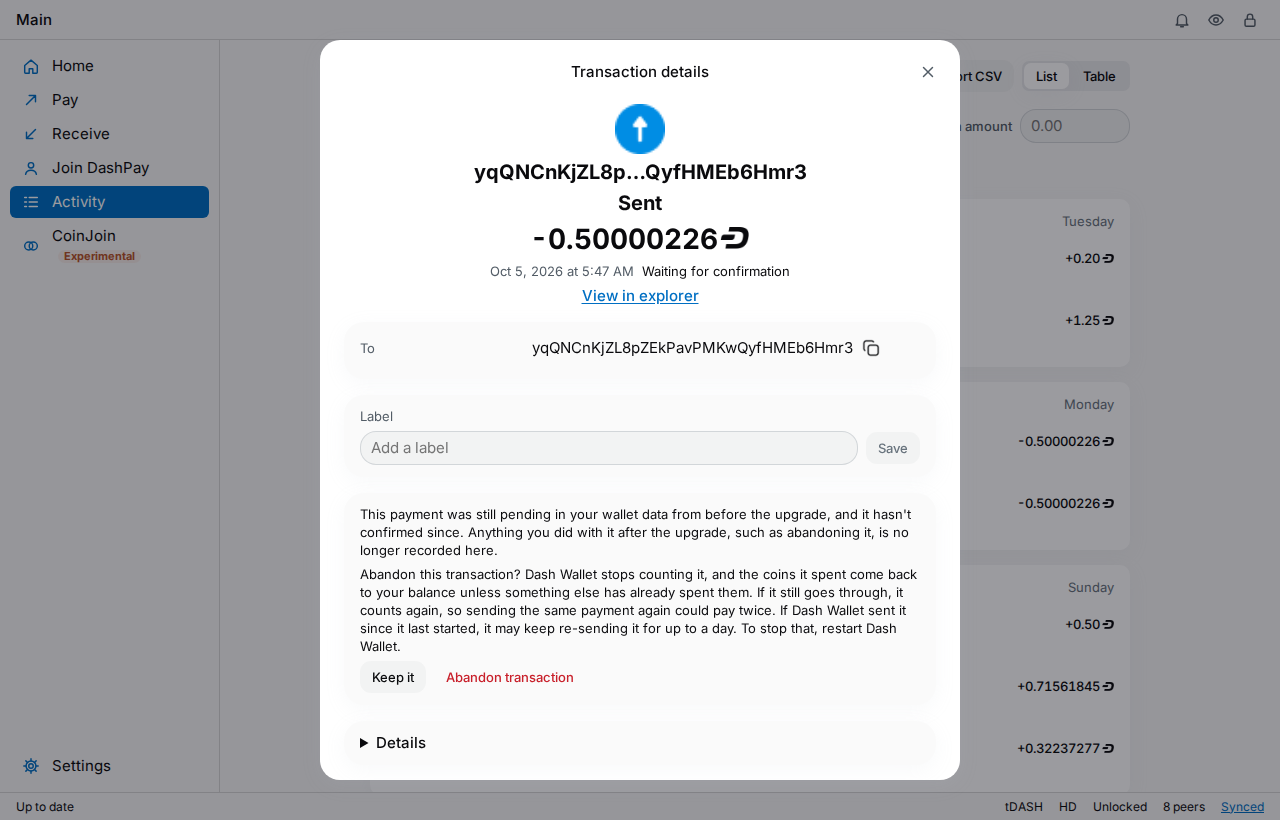 Main
Home
Pay
Receive
Join DashPay
Activity
CoinJoin
Experimental
Settings
Transaction details
yqQNCnKjZL8p...QyfHMEb6Hmr3
Sent
-0.50000226
Oct 5, 2026 at 5:47 AM Waiting for confirmation
View in explorer
To yqQNCnKjZL8pZEkPavPMKwQyfHMEb6Hmr3
Label
Add a label Save
This payment was still pending in your wallet data from before the upgrade, and it hasn't
confirmed since. Anything you did with it after the upgrade, such as abandoning it, is no
longer recorded here.
Abandon this transaction? Dash Wallet stops counting it, and the coins it spent come back
to your balance unless something else has already spent them. If it still goes through, it
counts again, so sending the same payment again could pay twice. If Dash Wallet sent it
since it last started, it may keep re-sending it for up to a day. To stop that, restart Dash
Wallet.
Keep it Abandon transaction
Details
CSV List Table
amount 0.00
Tuesday
+0.20
+1.25
Monday
-0.50000226
-0.50000226
Sunday
+0.50
+0.71561845
+0.32237277
Up to date tDASH HD Unlocked 8 peers Synced